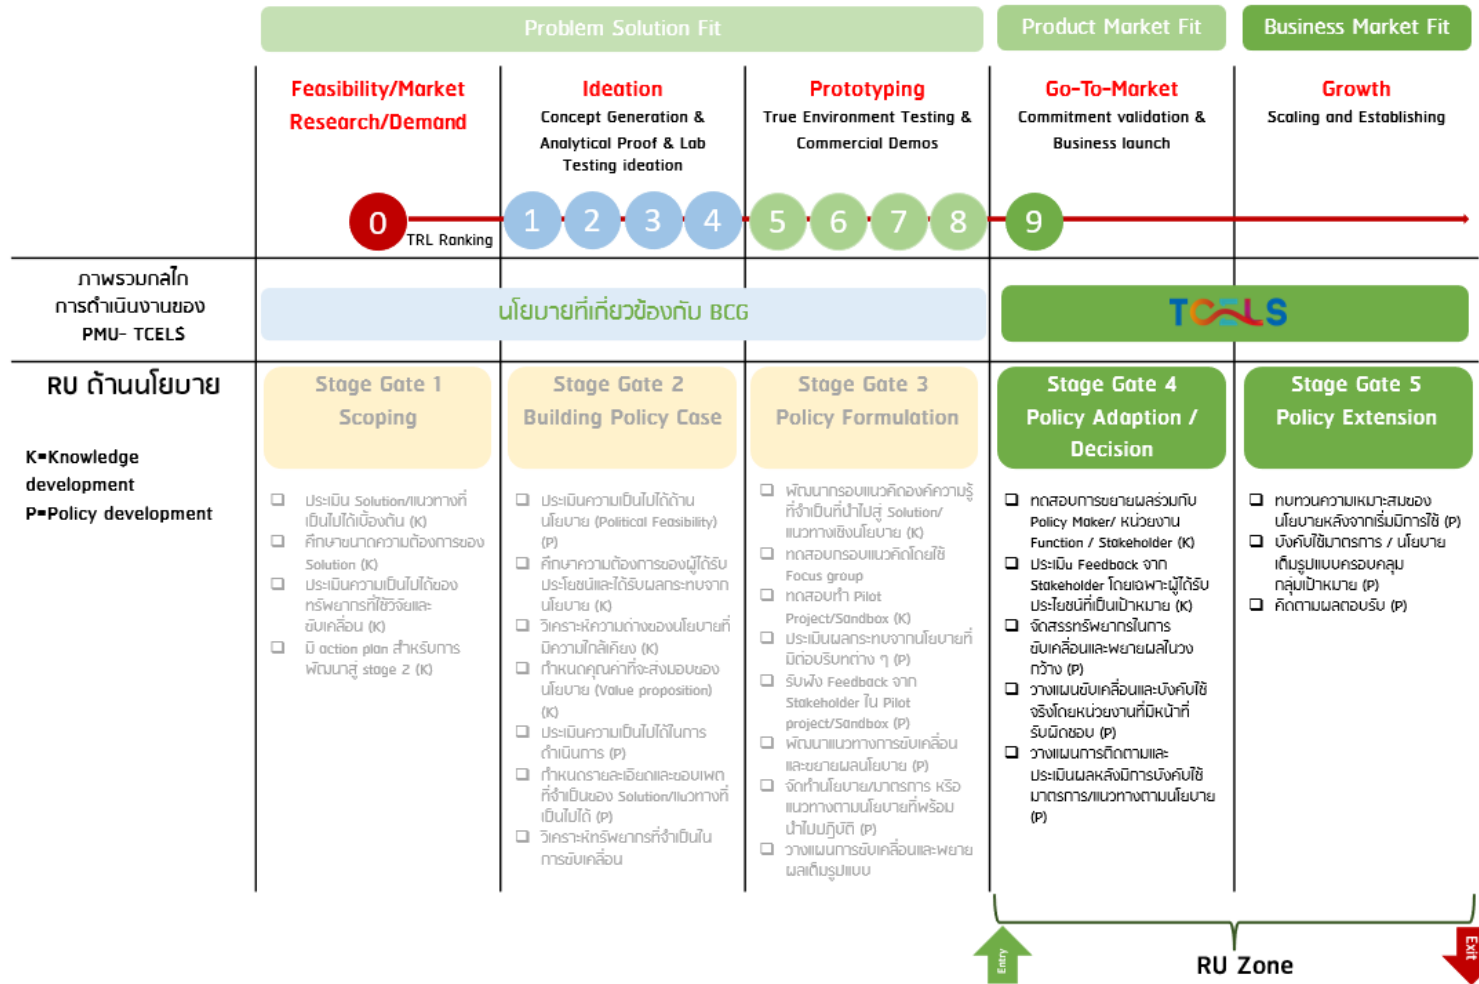 Problem Solution Fit
Product Market Fit
Business Market Fit
Feasibility/Market
Research/Demand
Ideation
Concept Generation &
Analytical Proof & Lab
Testing ideation
Prototyping
True Environment Testing &
Commercial Demos
Go-To-Market
Commitment validation &
Business launch
Growth
Scaling and Establishing
0
TRL Ranking
1
2
3
4
5
6
7
8
9
ภาพรวมกลไก
การดำเนินงานของ
PMU- TCELS
นโยบายที่เกี่ยวข้องกับ BCG
TCELS
RU ด้านนโยบาย
K=Knowledge
development
P=Policy development
Stage Gate 1
Scoping
❑ ประเมิน Solution/แนวทางที่
เป็นไปได้เบื้องต้น (K)
❑ ศึกษาขนาดความต้องการของ
Solution (K)
❑ ประเมินความเป็นไปได้ของ
ทรัพยากรที่ใช้วิจัยและ
ขับเคลื่อน (K)
❑ มี action plan สำหรับการ
พัฒนาสู่ stage 2 (K)
Stage Gate 2
Building Policy Case
❑ ประเมินความเป็นไปได้ด้าน
นโยบาย (Political Feasibility)
(P)
❑ ศึกษาความต้องการของผู้ได้รับ
ประโยชน์และได้รับผลกระทบจาก
นโยบาย (K)
❑ วิเคราะห์ความต่างของนโยบายที่
มีความใกล้เคียง (K)
❑ กำหนดคุณค่าที่จะส่งมอบของ
นโยบาย (Value proposition)
(K)
❑ ประเมินความเป็นไปได้ในการ
ดำเนินการ (P)
❑ กำหนดรายละเอียดและขอบเขต
ที่จำเป็นของ Solution/แนวทางที่
เป็นไปได้ (P)
❑ วิเคราะห์ทรัพยากรที่จำเป็นใน
การขับเคลื่อน
Stage Gate 3
Policy Formulation
❑ พัฒนากรอบแนวคิดองค์ความรู้
ที่จำเป็นที่นำไปสู่ Solution/
แนวทางเชิงนโยบาย (K)
❑ ทดสอบกรอบแนวคิดโดยใช้
Focus group
❑ ทดสอบทำ Pilot
Project/Sandbox (K)
❑ ประเมินผลกระทบจากนโยบายที่
มีต่อบริบทต่าง ๆ (P)
❑ รับฟัง Feedback จาก
Stakeholder ใน Pilot
project/Sandbox (P)
❑ พัฒนาแนวทางการขับเคลื่อน
และขยายผลนโยบาย (P)
❑ จัดทำนโยบาย/มาตรการ หรือ
แนวทางตามนโยบายที่พร้อม
นำไปปฏิบัติ (P)
❑ วางแผนการขับเคลื่อนและขยาย
ผลเต็มรูปแบบ
Stage Gate 4
Policy Adaption /
Decision
❑ ทดสอบการขยายผลร่วมกับ
Policy Maker/ หน่วยงาน
Function / Stakeholder (K)
❑ ประเมิน Feedback จาก
Stakeholder โดยเฉพาะผู้ได้รับ
ประโยชน์ที่เป็นเป้าหมาย (K)
❑ จัดสรรทรัพยากรในการ
ขับเคลื่อนและขยายผลในวง
กว้าง (P)
❑ วางแผนขับเคลื่อนและบังคับใช้
จริงโดยหน่วยงานที่มีหน้าที่
รับผิดชอบ (P)
❑ วางแผนการติดตามและ
ประเมินผลหลังมีการบังคับใช้
มาตรการ/แนวทางตามนโยบาย
(P)
Stage Gate 5
Policy Extension
❑ ทบทวนความเหมาะสมของ
นโยบายหลังจากเริ่มมีการใช้ (P)
❑ บังคับใช้มาตรการ / นโยบาย
เต็มรูปแบบครอบคลุม
กลุ่มเป้าหมาย (P)
❑ ติดตามผลตอบรับ (P)
Entry
RU Zone
Exit